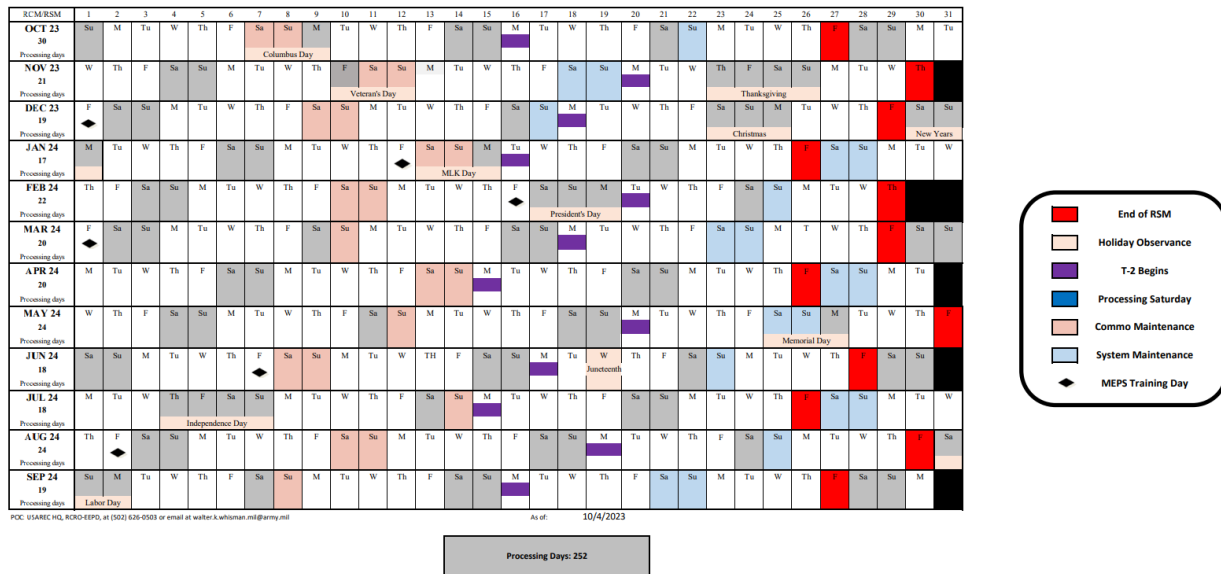 RCM/RSM 1 2 3 4 5 6 7 8 9 10 11 12 13 14 15 16 17 18 19 20 21 22 23 24 25 26 27 28 29 30 31
OCT 23 Su M Tu W Th F Sa Su M Tu W Th F Sa Su M Tu W Th F Sa Su M Tu W Th F Sa Su M Tu
30
Processing days Columbus Day
NOV 23 W Th F Sa Su M Tu W Th F Sa Su M Tu W Th F Sa Su M Tu W Th F Sa Su M Tu W Th
21
Processing days Veteran's Day Thanksgiving
DEC 23 F Sa Su M Tu W Th F Sa Su M Tu W Th F Sa Su M Tu W Th F Sa Su M Tu W Th F Sa Su
19
Processing days Christmas New Years
JAN 24 M Tu W Th F Sa Su M Tu W Th F Sa Su M Tu W Th F Sa Su M Tu W Th F Sa Su M Tu W
17
Processing days MLK Day
FEB 24 Th F Sa Su M Tu W Th F Sa Su M Tu W Th F Sa Su M Tu W Th F Sa Su M Tu W Th
22
Processing days President's Day
MAR 24 F Sa Su M Tu W Th F Sa Su M Tu W Th F Sa Su M Tu W Th F Sa Su M T W Th F Sa Su
20
Processing days
APR 24 M Tu W Th F Sa Su M Tu W Th F Sa Su M Tu W Th F Sa Su M Tu W Th F Sa Su M Tu
20
Processing days
MAY 24 W Th F Sa Su M Tu W Th F Sa Su M Tu W Th F Sa Su M Tu W Th F Sa Su M Tu W Th F
24
Processing days Memorial Day
JUN 24 Sa Su M Tu W Th F Sa Su M Tu W TH F Sa Su M Tu W Th F Sa Su M Tu W Th F Sa Su
18 Juneteenth
Processing days
JUL 24 M Tu W Th F Sa Su M Tu W Th F Sa Su M Tu W Th F Sa Su M Tu W Th F Sa Su M Tu W
18
Processing days Independence Day
AUG 24 Th F Sa Su M Tu W Th F Sa Su M Tu W Th F Sa Su M Tu W Th F Sa Su M Tu W Th F Sa
24
Processing days
SEP 24 Su M Tu W Th F Sa Su M Tu W Th F Sa Su M Tu W Th F Sa Su M Tu W Th F Sa Su M
19
Processing days Labor Day
POC: USAREC HQ, RCRO-EEPD, at (502) 626-0503 or email at walter.k.whisman.mil@army.mil As of: 10/4/2023
Processing Days: 252
End of RSM
Holiday Observance
T-2 Begins
Processing Saturday
Commo Maintenance
System Maintenance
MEPS Training Day